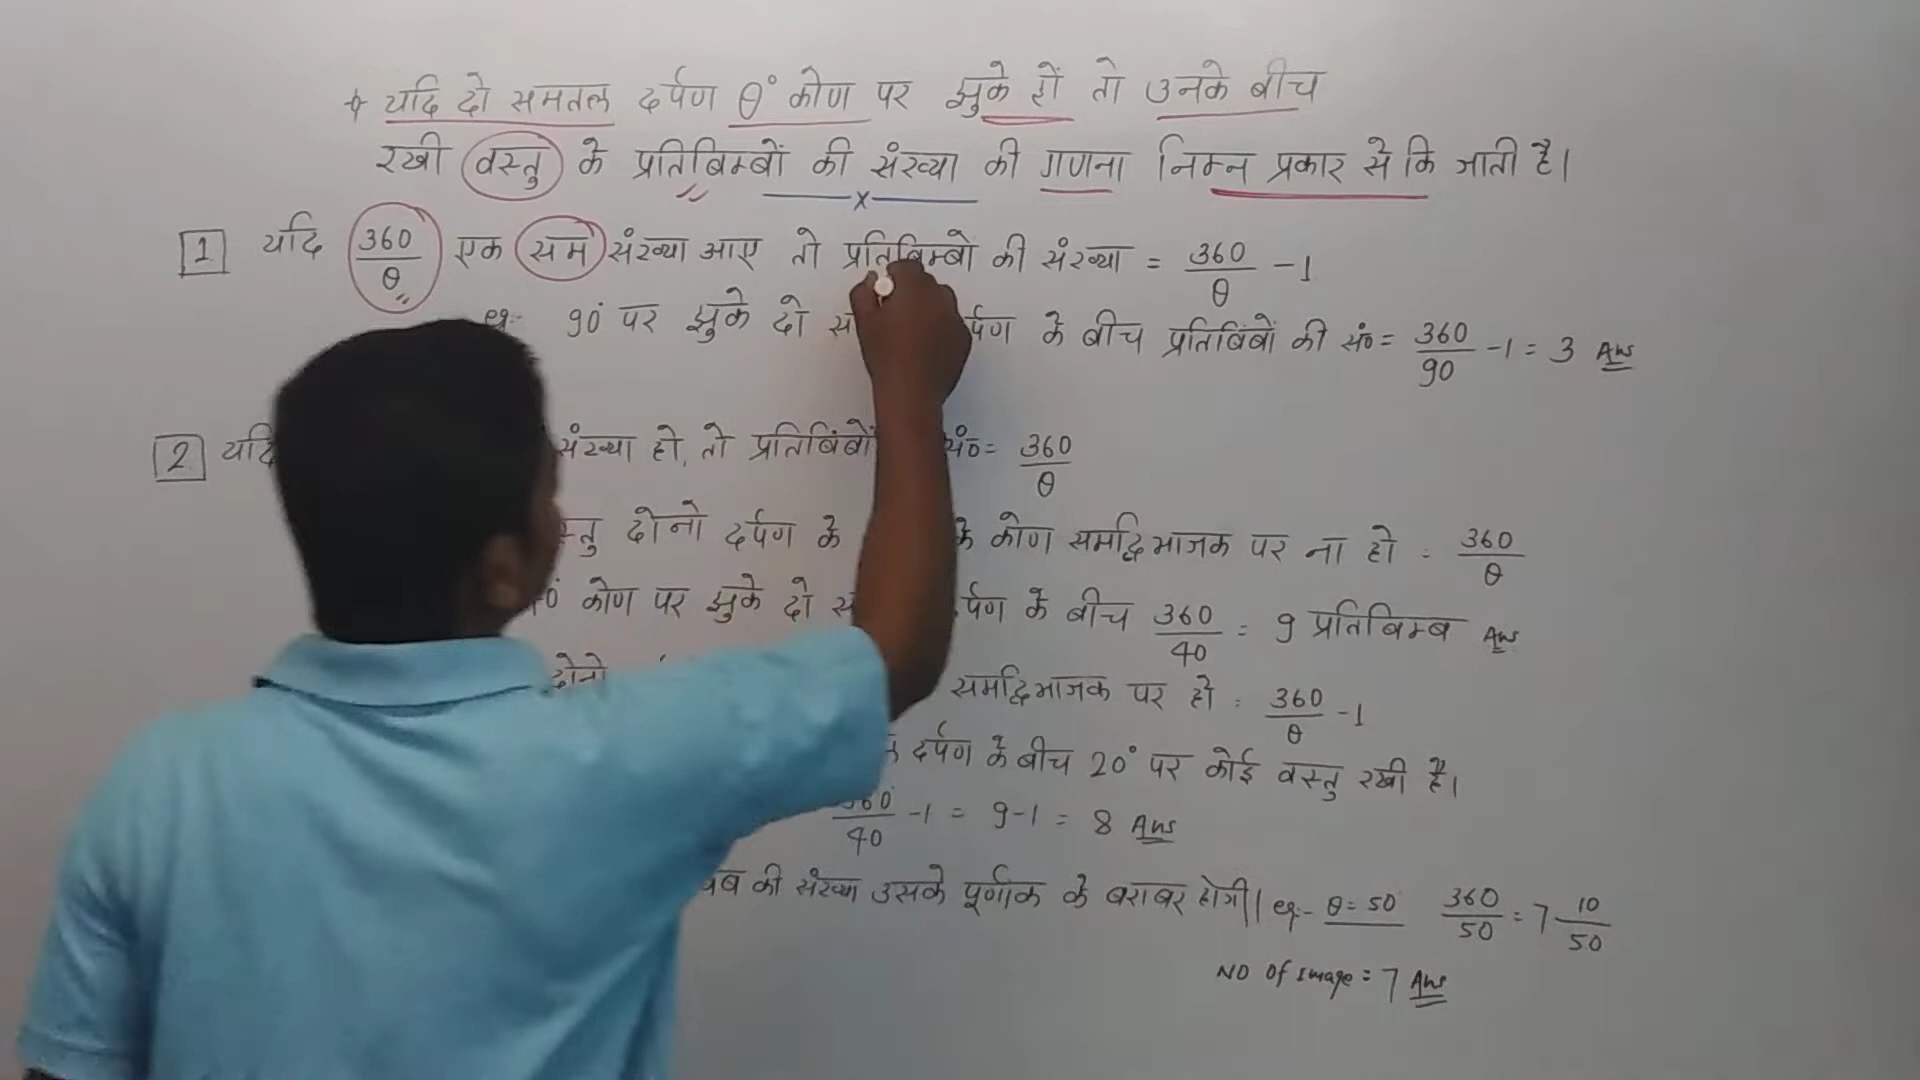 * यदि दो समतल दर्पण θ° कोण पर झुके हों तो उनके बीच
रखी वस्तु के प्रतिबिम्बों की संख्या की गणना निम्न प्रकार से कि जाती है।
1 यदि 360/θ एक सम संख्या आए तो प्रतिबिम्बो की संख्या = 360/θ - 1
eg:- 90° पर झुके दो र्पण के बीच प्रतिबिंबों की सं० = 360/90 - 1 = 3 Ans
2 यदि संख्या हो, तो प्रतिबिंबों सं० = 360/θ
स्तु दोनो दर्पण के के कोण समद्विभाजक पर ना हो = 360/θ
40° कोण पर झुके दो र्पण के बीच 360/40 = 9 प्रतिबिम्ब Ans
दोनो समद्विभाजक पर हो = 360/θ - 1
दर्पण के बीच 20° पर कोई वस्तु रखी है।
360/40 - 1 = 9-1 = 8 Ans
की संख्या उसके पूर्णांक के बराबर होगी। eg:- θ = 50 360/50 = 7 10/50
NO Of image = 7 Ans